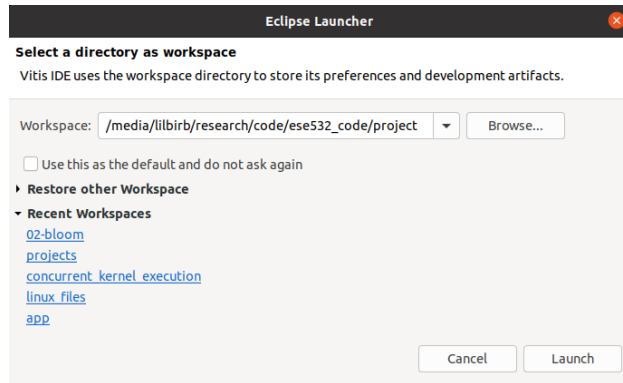 Eclipse Launcher
Select a directory as workspace
Vitis IDE uses the workspace directory to store its preferences and development artifacts.
Workspace: /media/lilbirb/research/code/ese532_code/project Browse...
Use this as the default and do not ask again
Restore other Workspace
Recent Workspaces
02-bloom
projects
concurrent_kernel_execution
linux_files
app
Cancel Launch